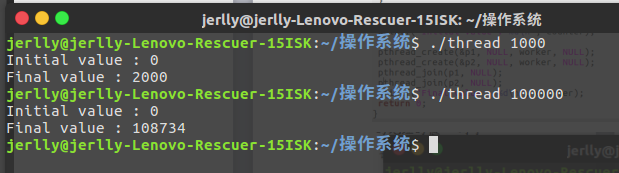 jerlly@jerlly-Lenovo-Rescuer-15ISK: ~/操作系统
jerlly@jerlly-Lenovo-Rescuer-15ISK:~/操作系统$ ./thread 1000
Initial value : 0
Final value : 2000
jerlly@jerlly-Lenovo-Rescuer-15ISK:~/操作系统$ ./thread 100000
Initial value : 0
Final value : 108734
jerlly@jerlly-Lenovo-Rescuer-15ISK:~/操作系统$